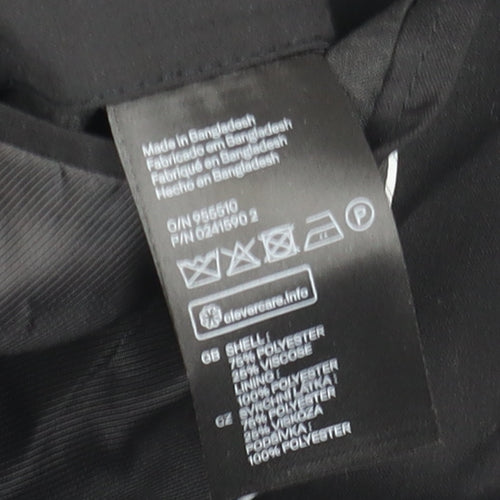 Made in Bangladesh
Fabricado en Bangladesh
Fabriqué en Bangladesh
Hecho en Bangladesh
O/N 955510
P/N 0241590 2
P
clevercare.info
GB SHELL:
75% POLYESTER
25% VISCOSE
LINING:
100% POLYESTER
CZ SVRCHNÍ LÁTKA:
75% POLYESTER
25% VISKÓZA
PODŠÍVKA:
100% POLYESTER